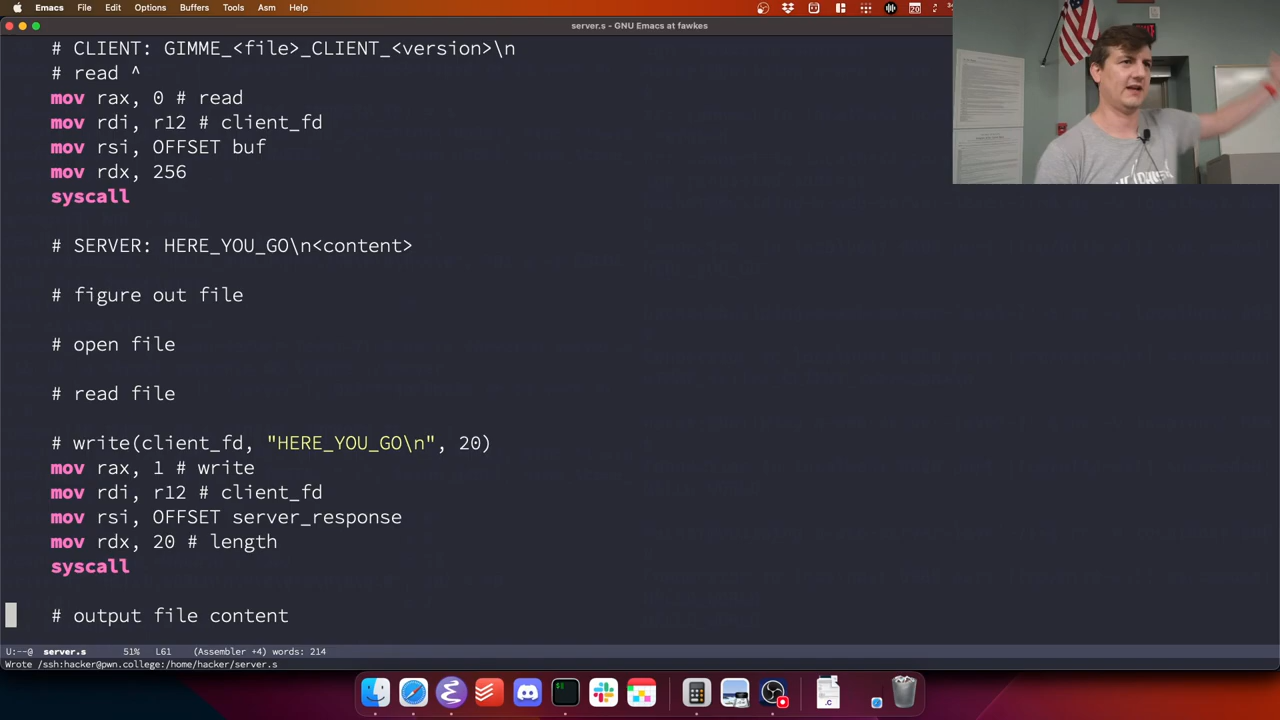 Emacs File Edit Options Buffers Tools Asm Help
server.s - GNU Emacs at fawkes
# CLIENT: GIMME_<file>_CLIENT_<version>\n
# read ^
mov rax, 0 # read
mov rdi, r12 # client_fd
mov rsi, OFFSET buf
mov rdx, 256
syscall
# SERVER: HERE_YOU_GO\n<content>
# figure out file
# open file
# read file
# write(client_fd, "HERE_YOU_GO\n", 20)
mov rax, 1 # write
mov rdi, r12 # client_fd
mov rsi, OFFSET server_response
mov rdx, 20 # length
syscall
# output file content
U:--@ server.s 51% L61 (Assembler +4) words: 214
Wrote /ssh:hacker@pwn.college:/home/hacker/server.s